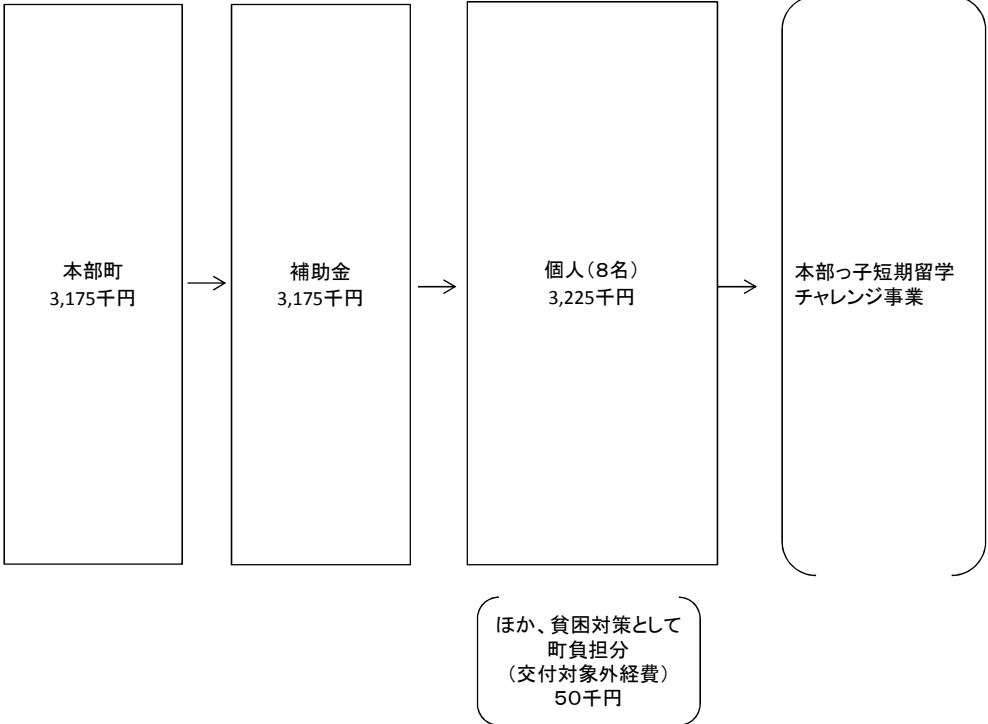 本部町
3,175千円
補助金
3,175千円
個人（８名）
3,225千円
本部っ子短期留学
チャレンジ事業
ほか、貧困対策として
町負担分
（交付対象外経費）
５０千円